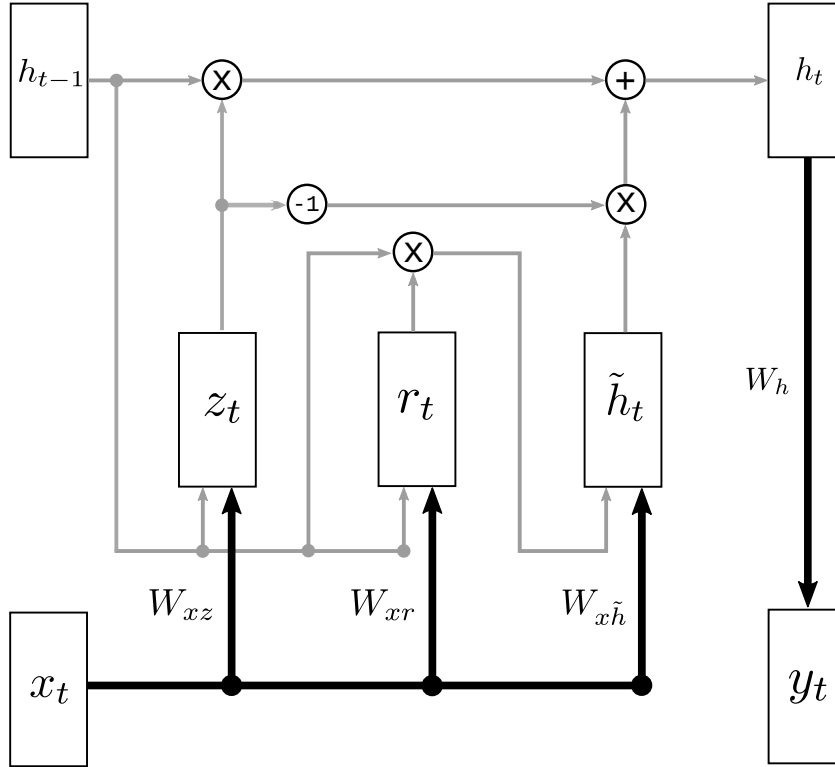 h_{t-1}
X
+
h_t
-1
X
X
z_t
r_t
\tilde{h}_t
W_h
W_{xz}
W_{xr}
W_{x\tilde{h}}
x_t
y_t